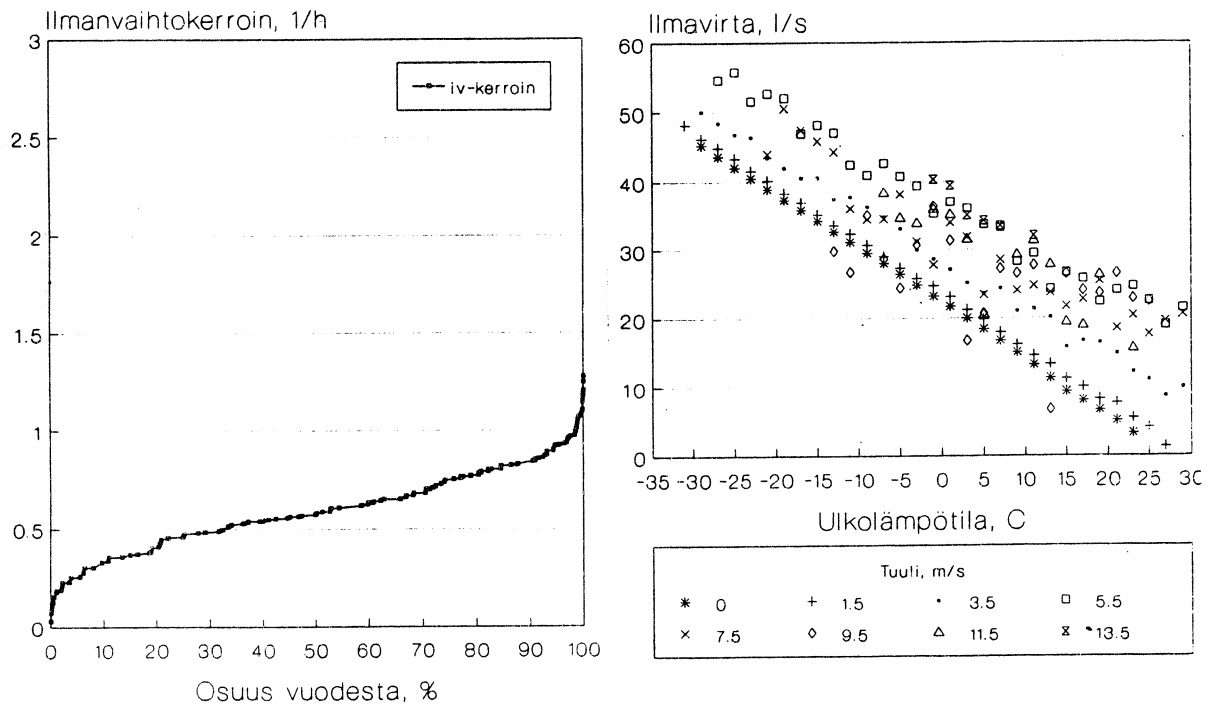 Ilmanvaihtokerroin, 1/h
3
2.5
2
1.5
1
0.5
0
iv-kerroin
0 10 20 30 40 50 60 70 80 90 100
Osuus vuodesta, %
Ilmavirta, l/s
60
50
40
30
20
10
0
-35 -30 -25 -20 -15 -10 -5 0 5 10 15 20 25 30
Ulkolämpötila, C
Tuuli, m/s
0 1.5 3.5 5.5
7.5 9.5 11.5 13.5